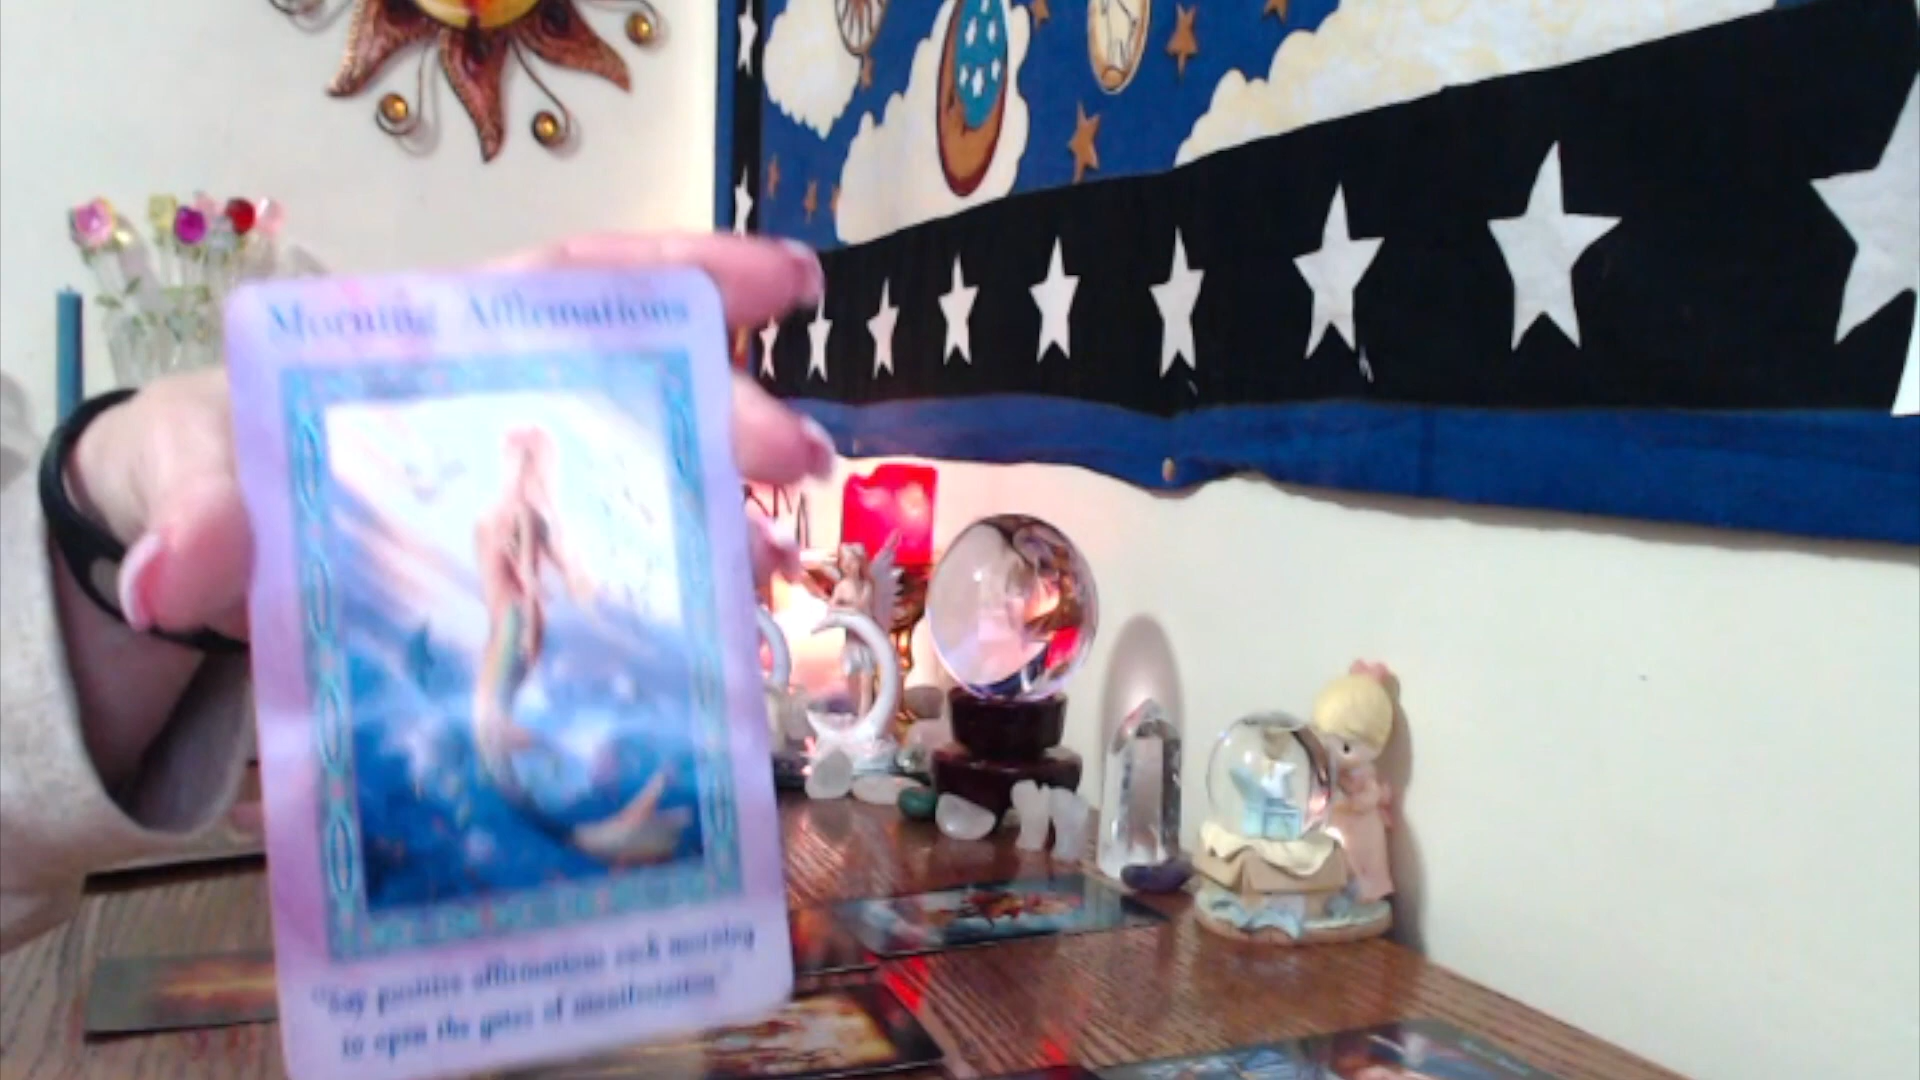 Morning Affirmations
"Say positive affirmations each morning
to open the gates of manifestation."